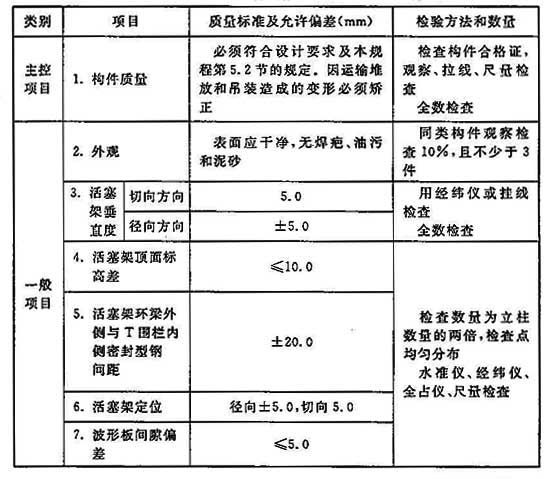 类别 项目 质量标准及允许偏差(mm) 检验方法和数量
主控
项目
1. 构件质量
必须符合设计要求及本规
程第5.2节的规定。因运输堆
放和吊装造成的变形必须矫
正
检查构件合格证,
观察、拉线、尺量检
查
全数检查
一般
项目
2. 外观
表面应干净,无焊疤、油污
和泥砂
同类构件观察检
查10%,且不少于3
件
3. 活塞
架垂
直度
切向方向 5.0
径向方向 ±5.0
用经纬仪或挂线
检查
全数检查
4. 活塞架顶面标
高差
≤10.0
5. 活塞架环梁外
侧与T围栏内
侧密封型钢
间距
±20.0
6. 活塞架定位 径向±5.0,切向5.0
7. 波形板间隙偏
差
≤5.0
检查数量为立柱
数量的两倍,检查点
均匀分布
水准仪、经纬仪、
全占仪、尺量检查